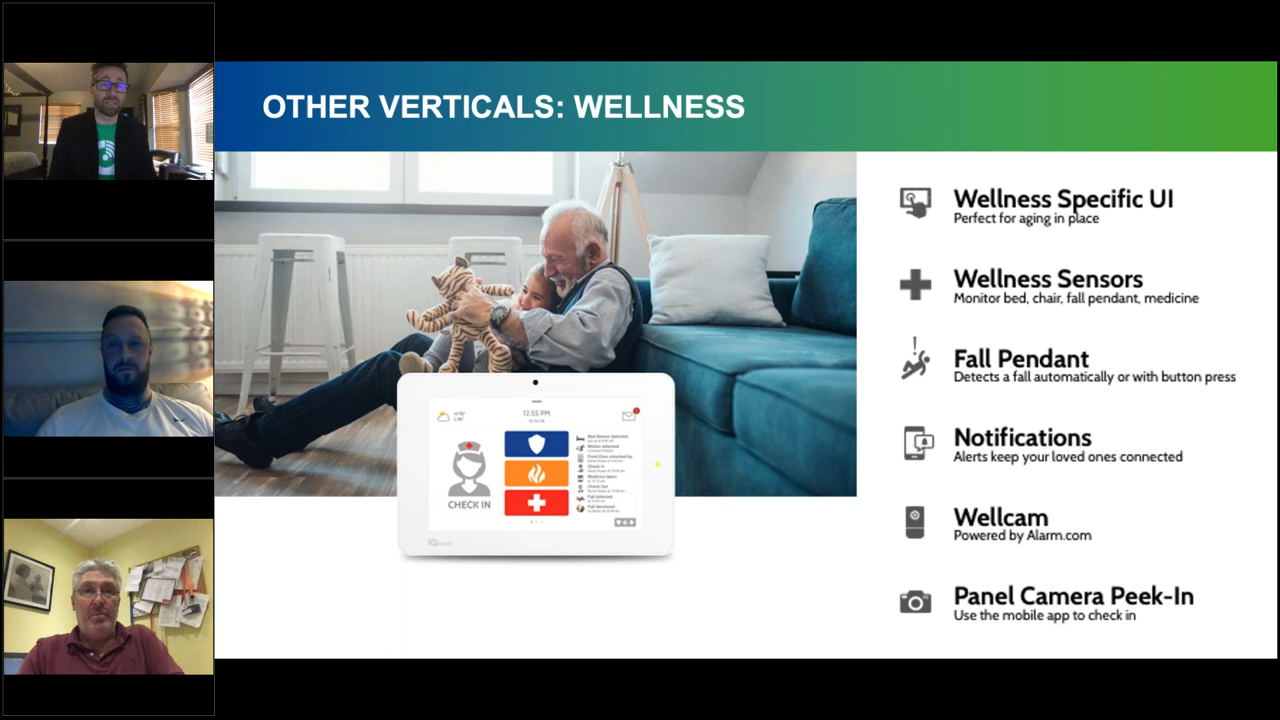 OTHER VERTICALS: WELLNESS
Wellness Specific UI
Perfect for aging in place
Wellness Sensors
Monitor bed, chair, fall pendant, medicine
Fall Pendant
Detects a fall automatically or with button press
Notifications
Alerts keep your loved ones connected
Wellcam
Powered by Alarm.com
Panel Camera Peek-In
Use the mobile app to check in
12:55 PM
CHECK IN
IQ